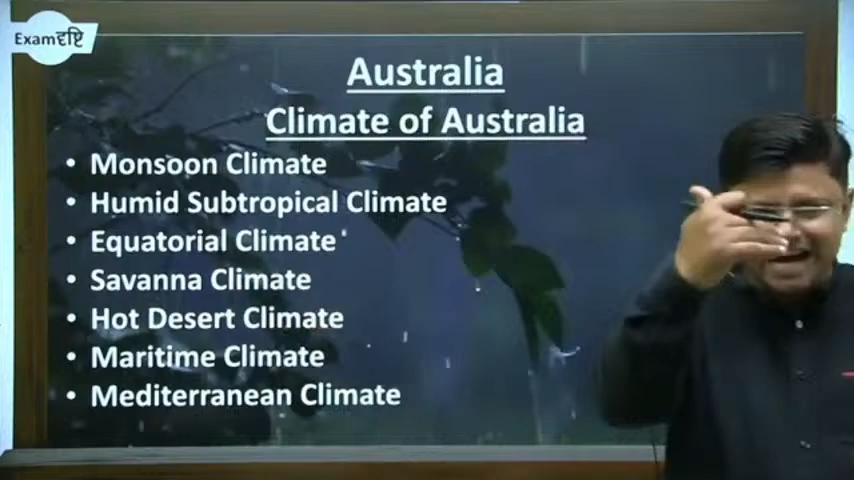 Examदृष्टि
Australia
Climate of Australia
• Monsoon Climate
• Humid Subtropical Climate
• Equatorial Climate
• Savanna Climate
• Hot Desert Climate
• Maritime Climate
• Mediterranean Climate